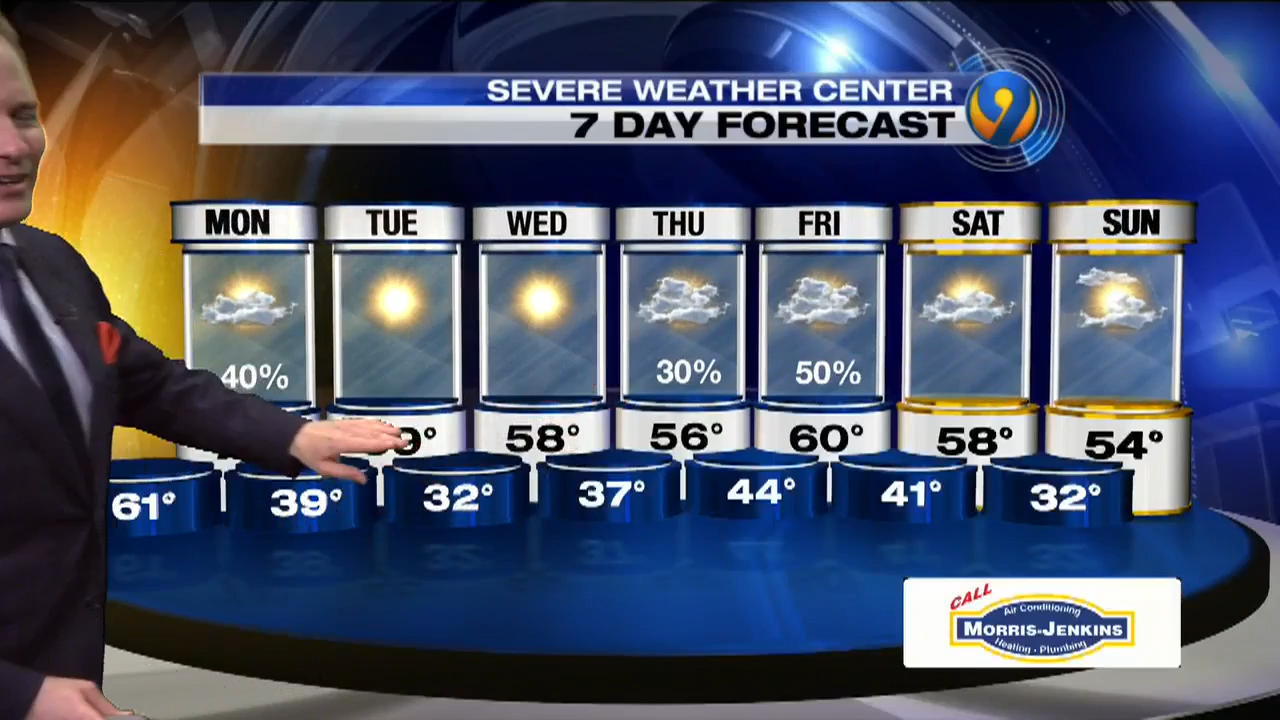 SEVERE WEATHER CENTER
7 DAY FORECAST
9
MON TUE WED THU FRI SAT SUN
40% 30% 50%
9° 58° 56° 60° 58° 54°
61° 39° 32° 37° 44° 41° 32°
CALL
Air Conditioning
MORRIS-JENKINS
Heating · Plumbing